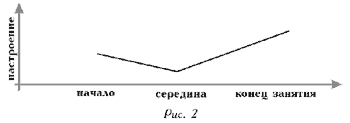 настроение
начало середина конец занятия
Рис. 2